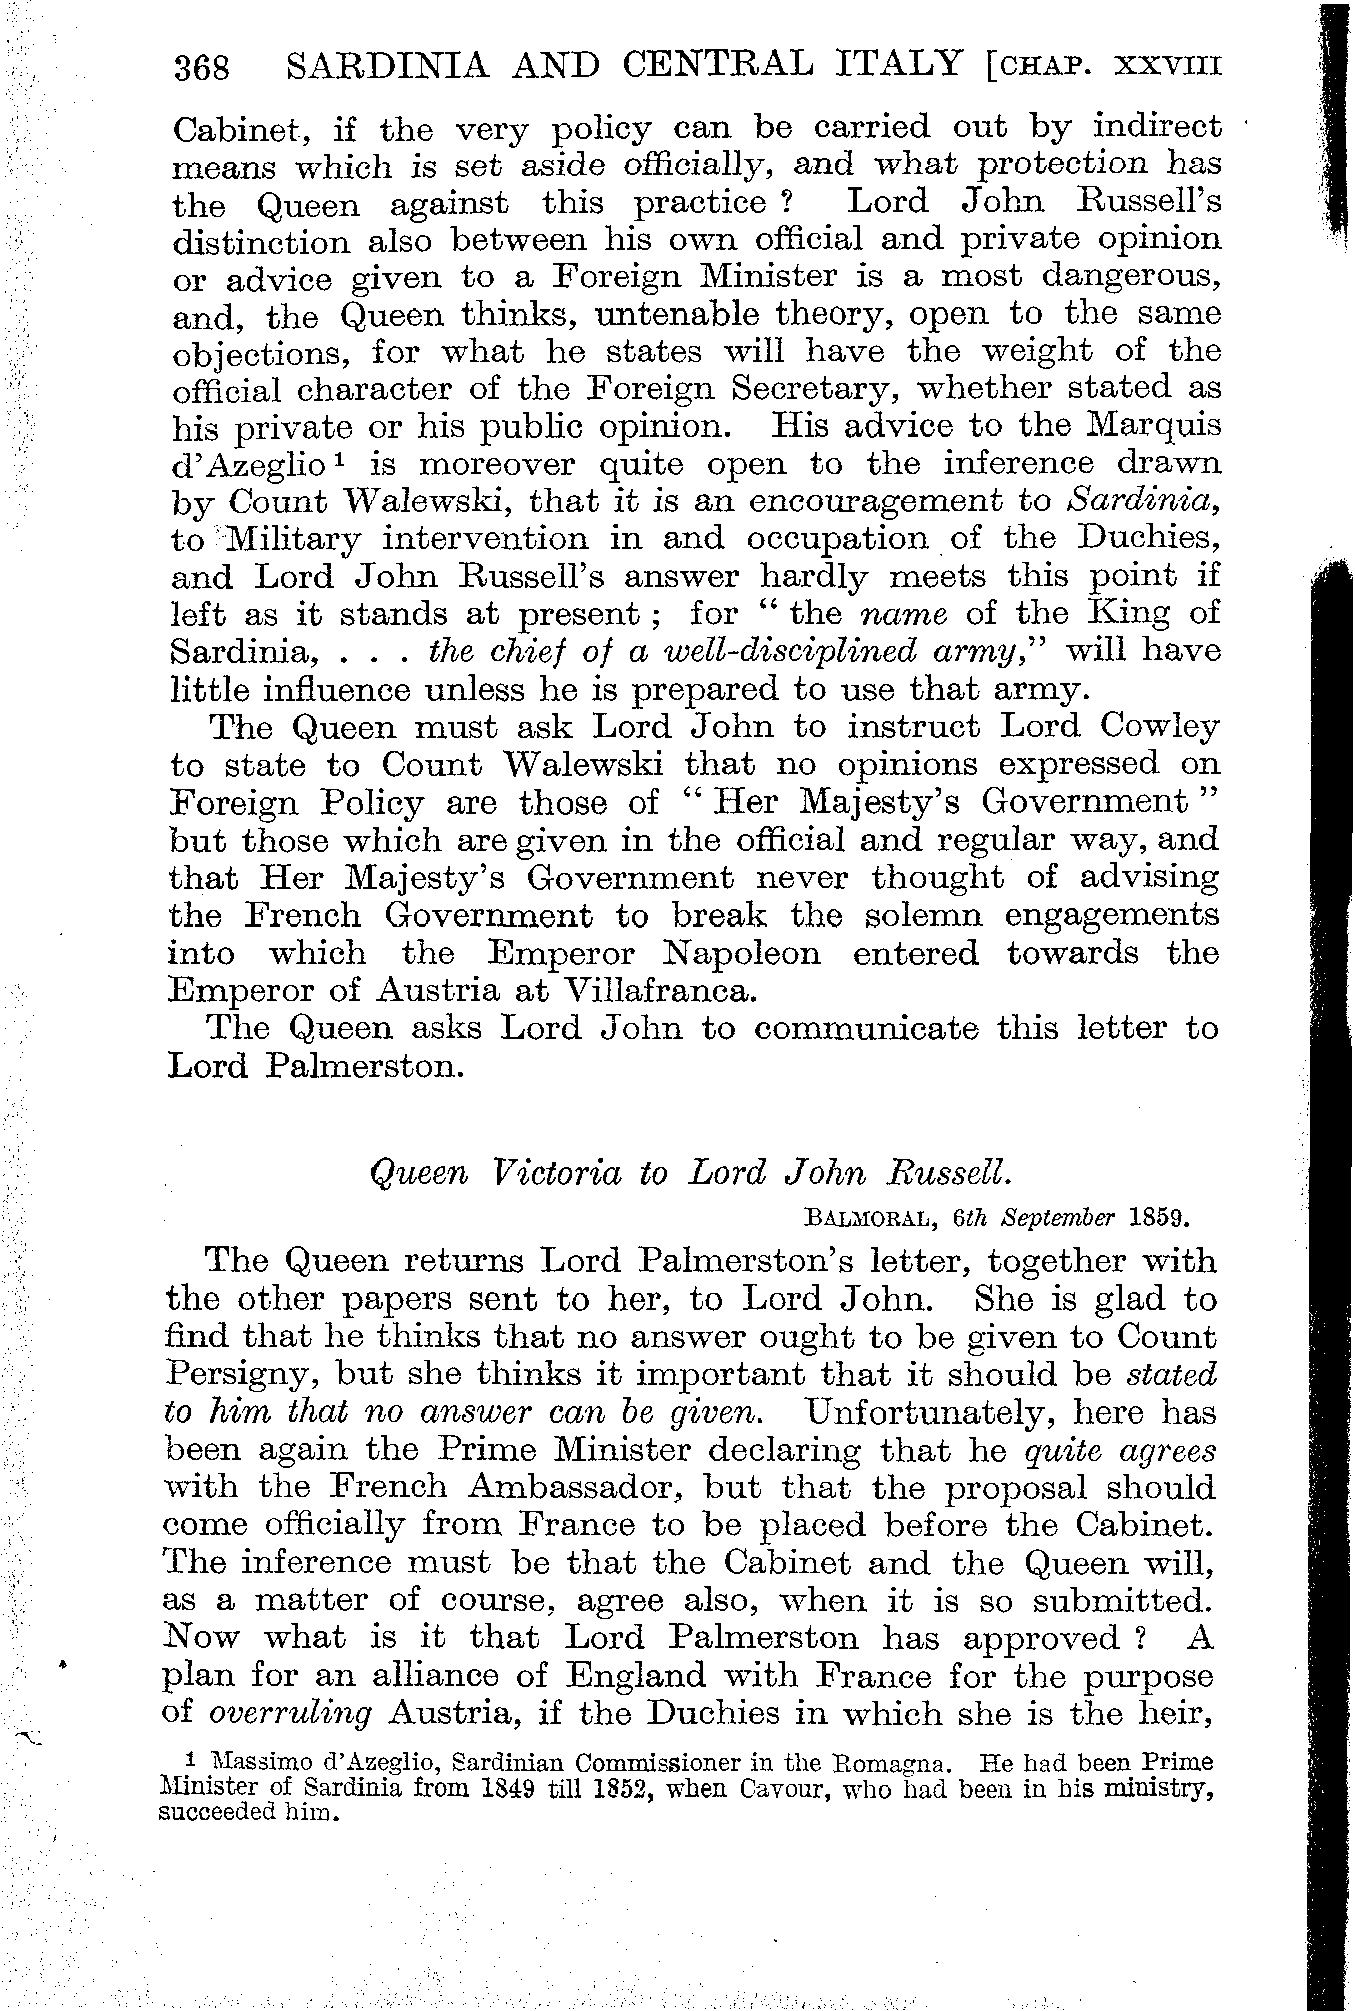 368 SARDINIA AND CENTRAL ITALY [CHAP. XXVIII
Cabinet, if the very policy can be carried out by indirect
means which is set aside officially, and what protection has
the Queen against this practice ? Lord John Russell's
distinction also between his own official and private opinion
or advice given to a Foreign Minister is a most dangerous,
and, the Queen thinks, untenable theory, open to the same
objections, for what he states will have the weight of the
official character of the Foreign Secretary, whether stated as
his private or his public opinion. His advice to the Marquis
d'Azeglio ¹ is moreover quite open to the inference drawn
by Count Walewski, that it is an encouragement to Sardinia,
to Military intervention in and occupation of the Duchies,
and Lord John Russell's answer hardly meets this point if
left as it stands at present ; for " the name of the King of
Sardinia, . . . the chief of a well-disciplined army," will have
little influence unless he is prepared to use that army.
The Queen must ask Lord John to instruct Lord Cowley
to state to Count Walewski that no opinions expressed on
Foreign Policy are those of " Her Majesty's Government "
but those which are given in the official and regular way, and
that Her Majesty's Government never thought of advising
the French Government to break the solemn engagements
into which the Emperor Napoleon entered towards the
Emperor of Austria at Villafranca.
The Queen asks Lord John to communicate this letter to
Lord Palmerston.
Queen Victoria to Lord John Russell.
BALMORAL, 6th September 1859.
The Queen returns Lord Palmerston's letter, together with
the other papers sent to her, to Lord John. She is glad to
find that he thinks that no answer ought to be given to Count
Persigny, but she thinks it important that it should be stated
to him that no answer can be given. Unfortunately, here has
been again the Prime Minister declaring that he quite agrees
with the French Ambassador, but that the proposal should
come officially from France to be placed before the Cabinet.
The inference must be that the Cabinet and the Queen will,
as a matter of course, agree also, when it is so submitted.
Now what is it that Lord Palmerston has approved ? A
plan for an alliance of England with France for the purpose
of overruling Austria, if the Duchies in which she is the heir,
1 Massimo d'Azeglio, Sardinian Commissioner in the Romagna. He had been Prime
Minister of Sardinia from 1849 till 1852, when Cavour, who had been in his ministry,
succeeded him.